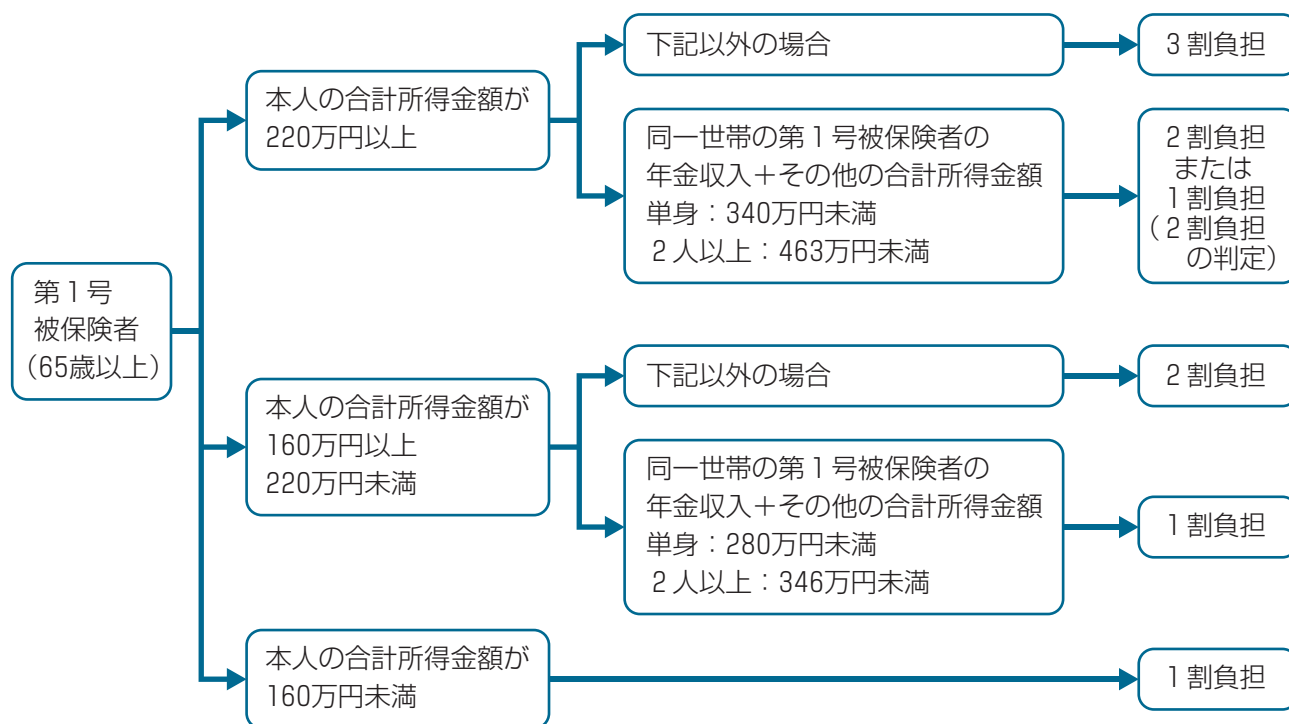 第１号
被保険者
（65歳以上）
本人の合計所得金額が
220万円以上
下記以外の場合
３割負担
同一世帯の第１号被保険者の
年金収入＋その他の合計所得金額
単身：340万円未満
２人以上：463万円未満
２割負担
または
１割負担
（２割負担
の判定）
本人の合計所得金額が
160万円以上
220万円未満
下記以外の場合
２割負担
同一世帯の第１号被保険者の
年金収入＋その他の合計所得金額
単身：280万円未満
２人以上：346万円未満
１割負担
本人の合計所得金額が
160万円未満
１割負担